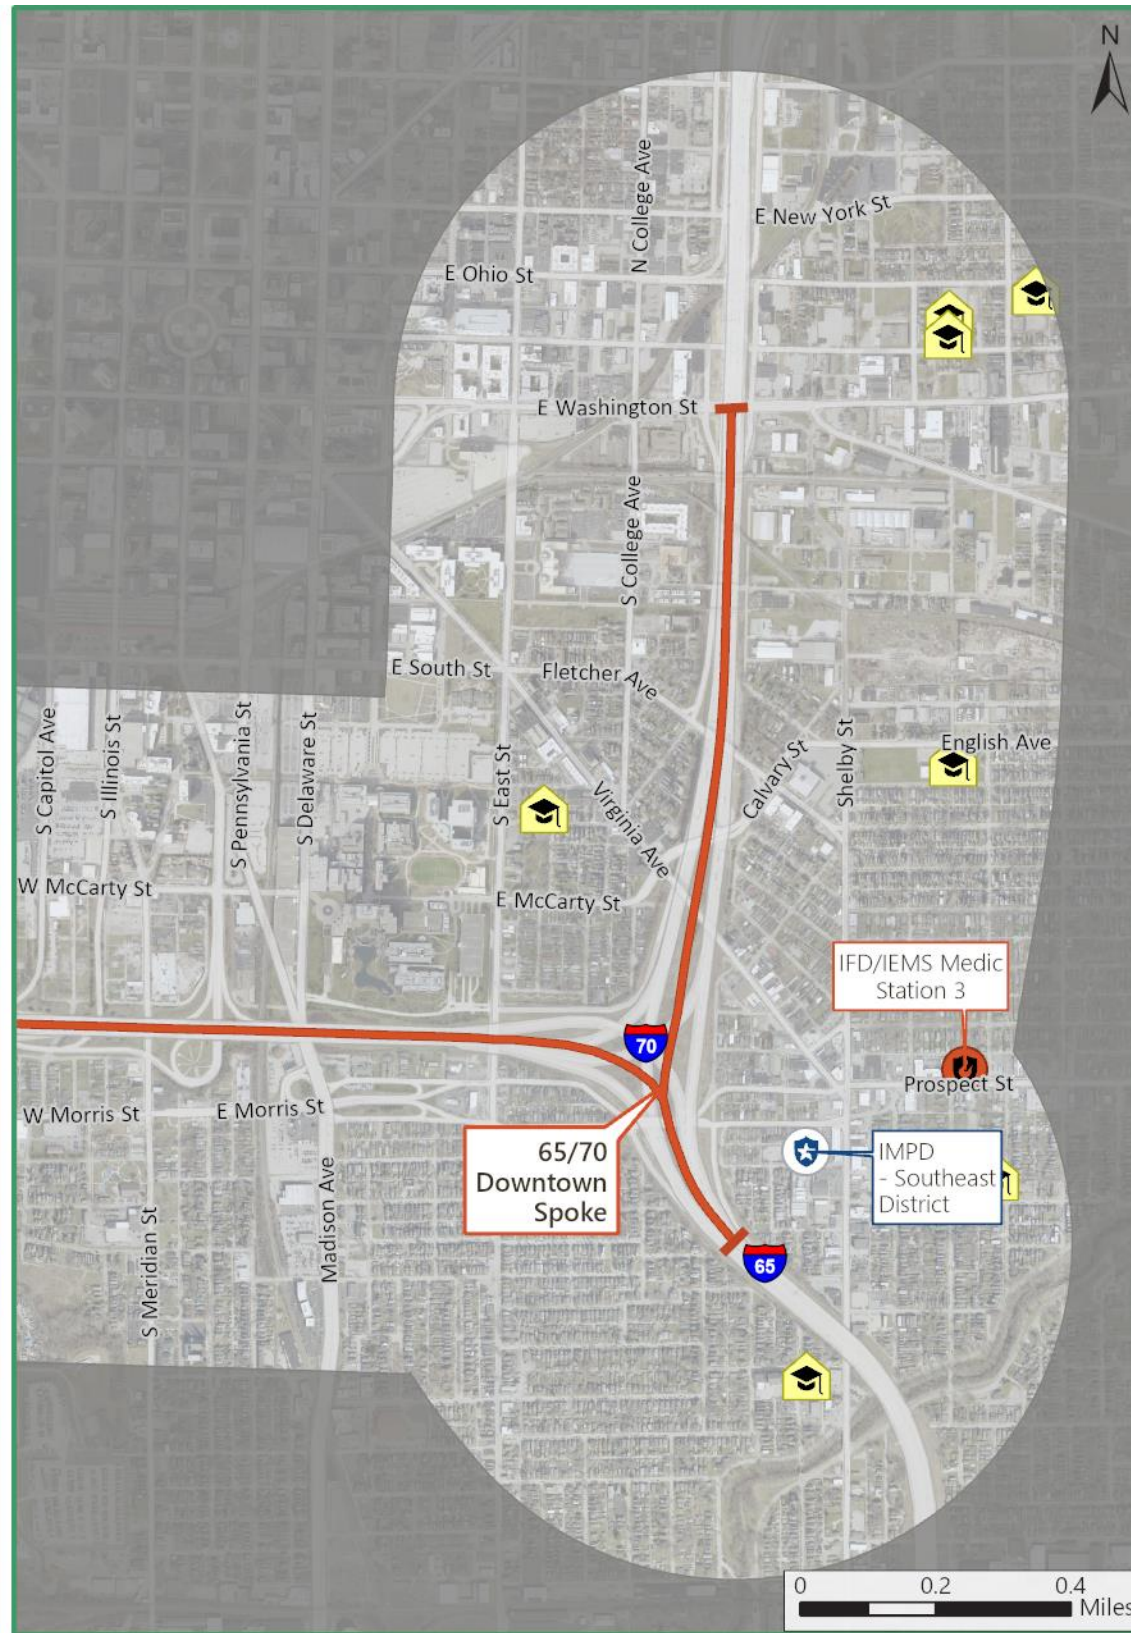 N
N College Ave
E New York St
E Ohio St
E Washington St
S College Ave
E South St
Fletcher Ave
S Capitol Ave
S Illinois St
S Pennsylvania St
S Delaware St
S East St
Virginia Ave
Calvary St
Shelby St
English Ave
W McCarty St
E McCarty St
IFD/IEMS Medic
Station 3
70
Prospect St
W Morris St
E Morris St
65/70
Downtown
Spoke
IMPD
- Southeast
District
Madison Ave
S Meridian St
65
0 0.2 0.4
Miles